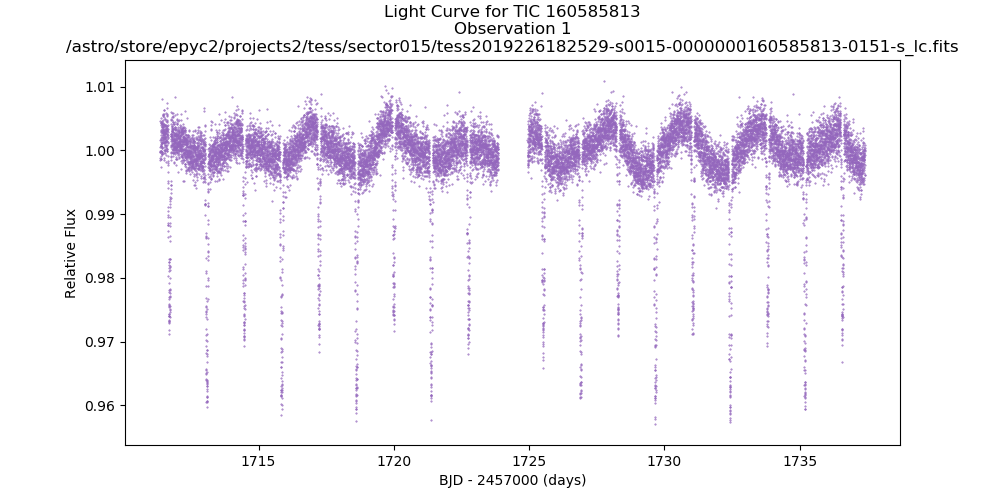 Light Curve for TIC 160585813
Observation 1
/astro/store/epyc2/projects2/tess/sector015/tess2019226182529-s0015-0000000160585813-0151-s_lc.fits
1.01
1.00
0.99
0.98
0.97
0.96
Relative Flux
1715
1720
1725
1730
1735
BJD - 2457000 (days)